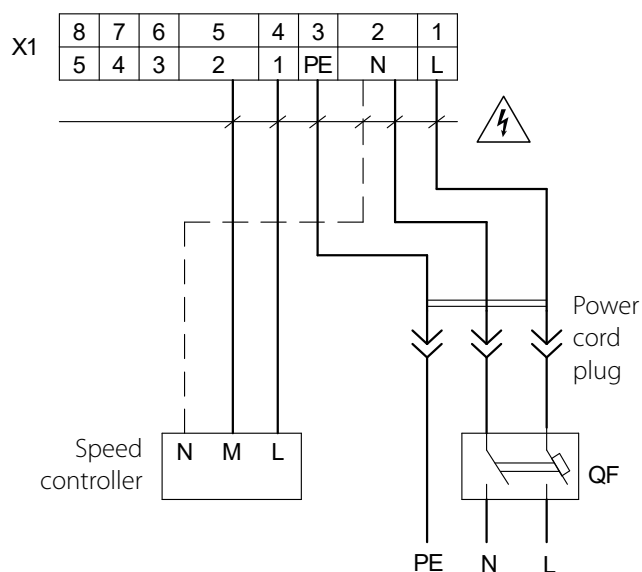 8 7 6 5 4 3 2 1
X1
5 4 3 2 1 PE N L
Power
cord
plug
Speed
controller
N M L
QF
PE N L